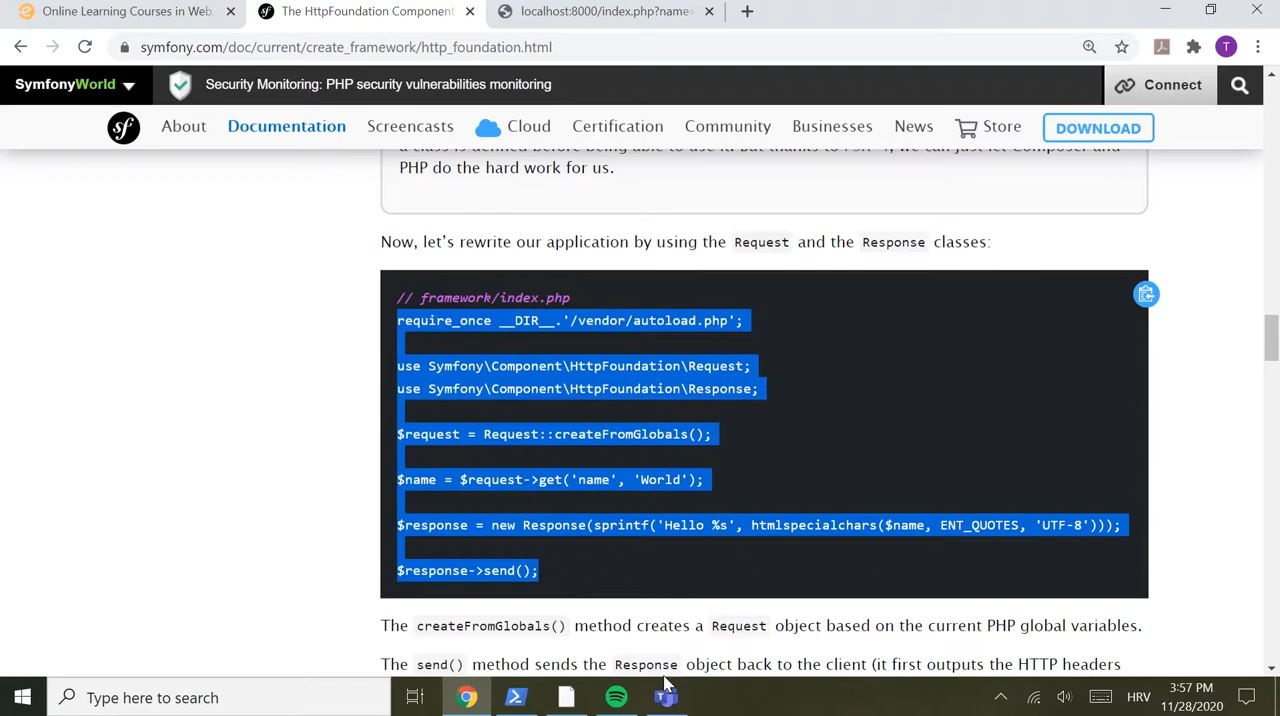 Online Learning Courses in Web,
The HttpFoundation Component
localhost:8000/index.php?name=
symfony.com/doc/current/create_framework/http_foundation.html
T
SymfonyWorld
Security Monitoring: PHP security vulnerabilities monitoring
Connect
sf
About
Documentation
Screencasts
Cloud
Certification
Community
Businesses
News
Store
DOWNLOAD
PHP do the hard work for us.
Now, let's rewrite our application by using the Request and the Response classes:
// framework/index.php
require_once __DIR__.'/vendor/autoload.php';
use Symfony\Component\HttpFoundation\Request;
use Symfony\Component\HttpFoundation\Response;
$request = Request::createFromGlobals();
$name = $request->get('name', 'World');
$response = new Response(sprintf('Hello %s', htmlspecialchars($name, ENT_QUOTES, 'UTF-8')));
$response->send();
The createFromGlobals() method creates a Request object based on the current PHP global variables.
The send() method sends the Response object back to the client (it first outputs the HTTP headers
Type here to search
HRV
3:57 PM
11/28/2020